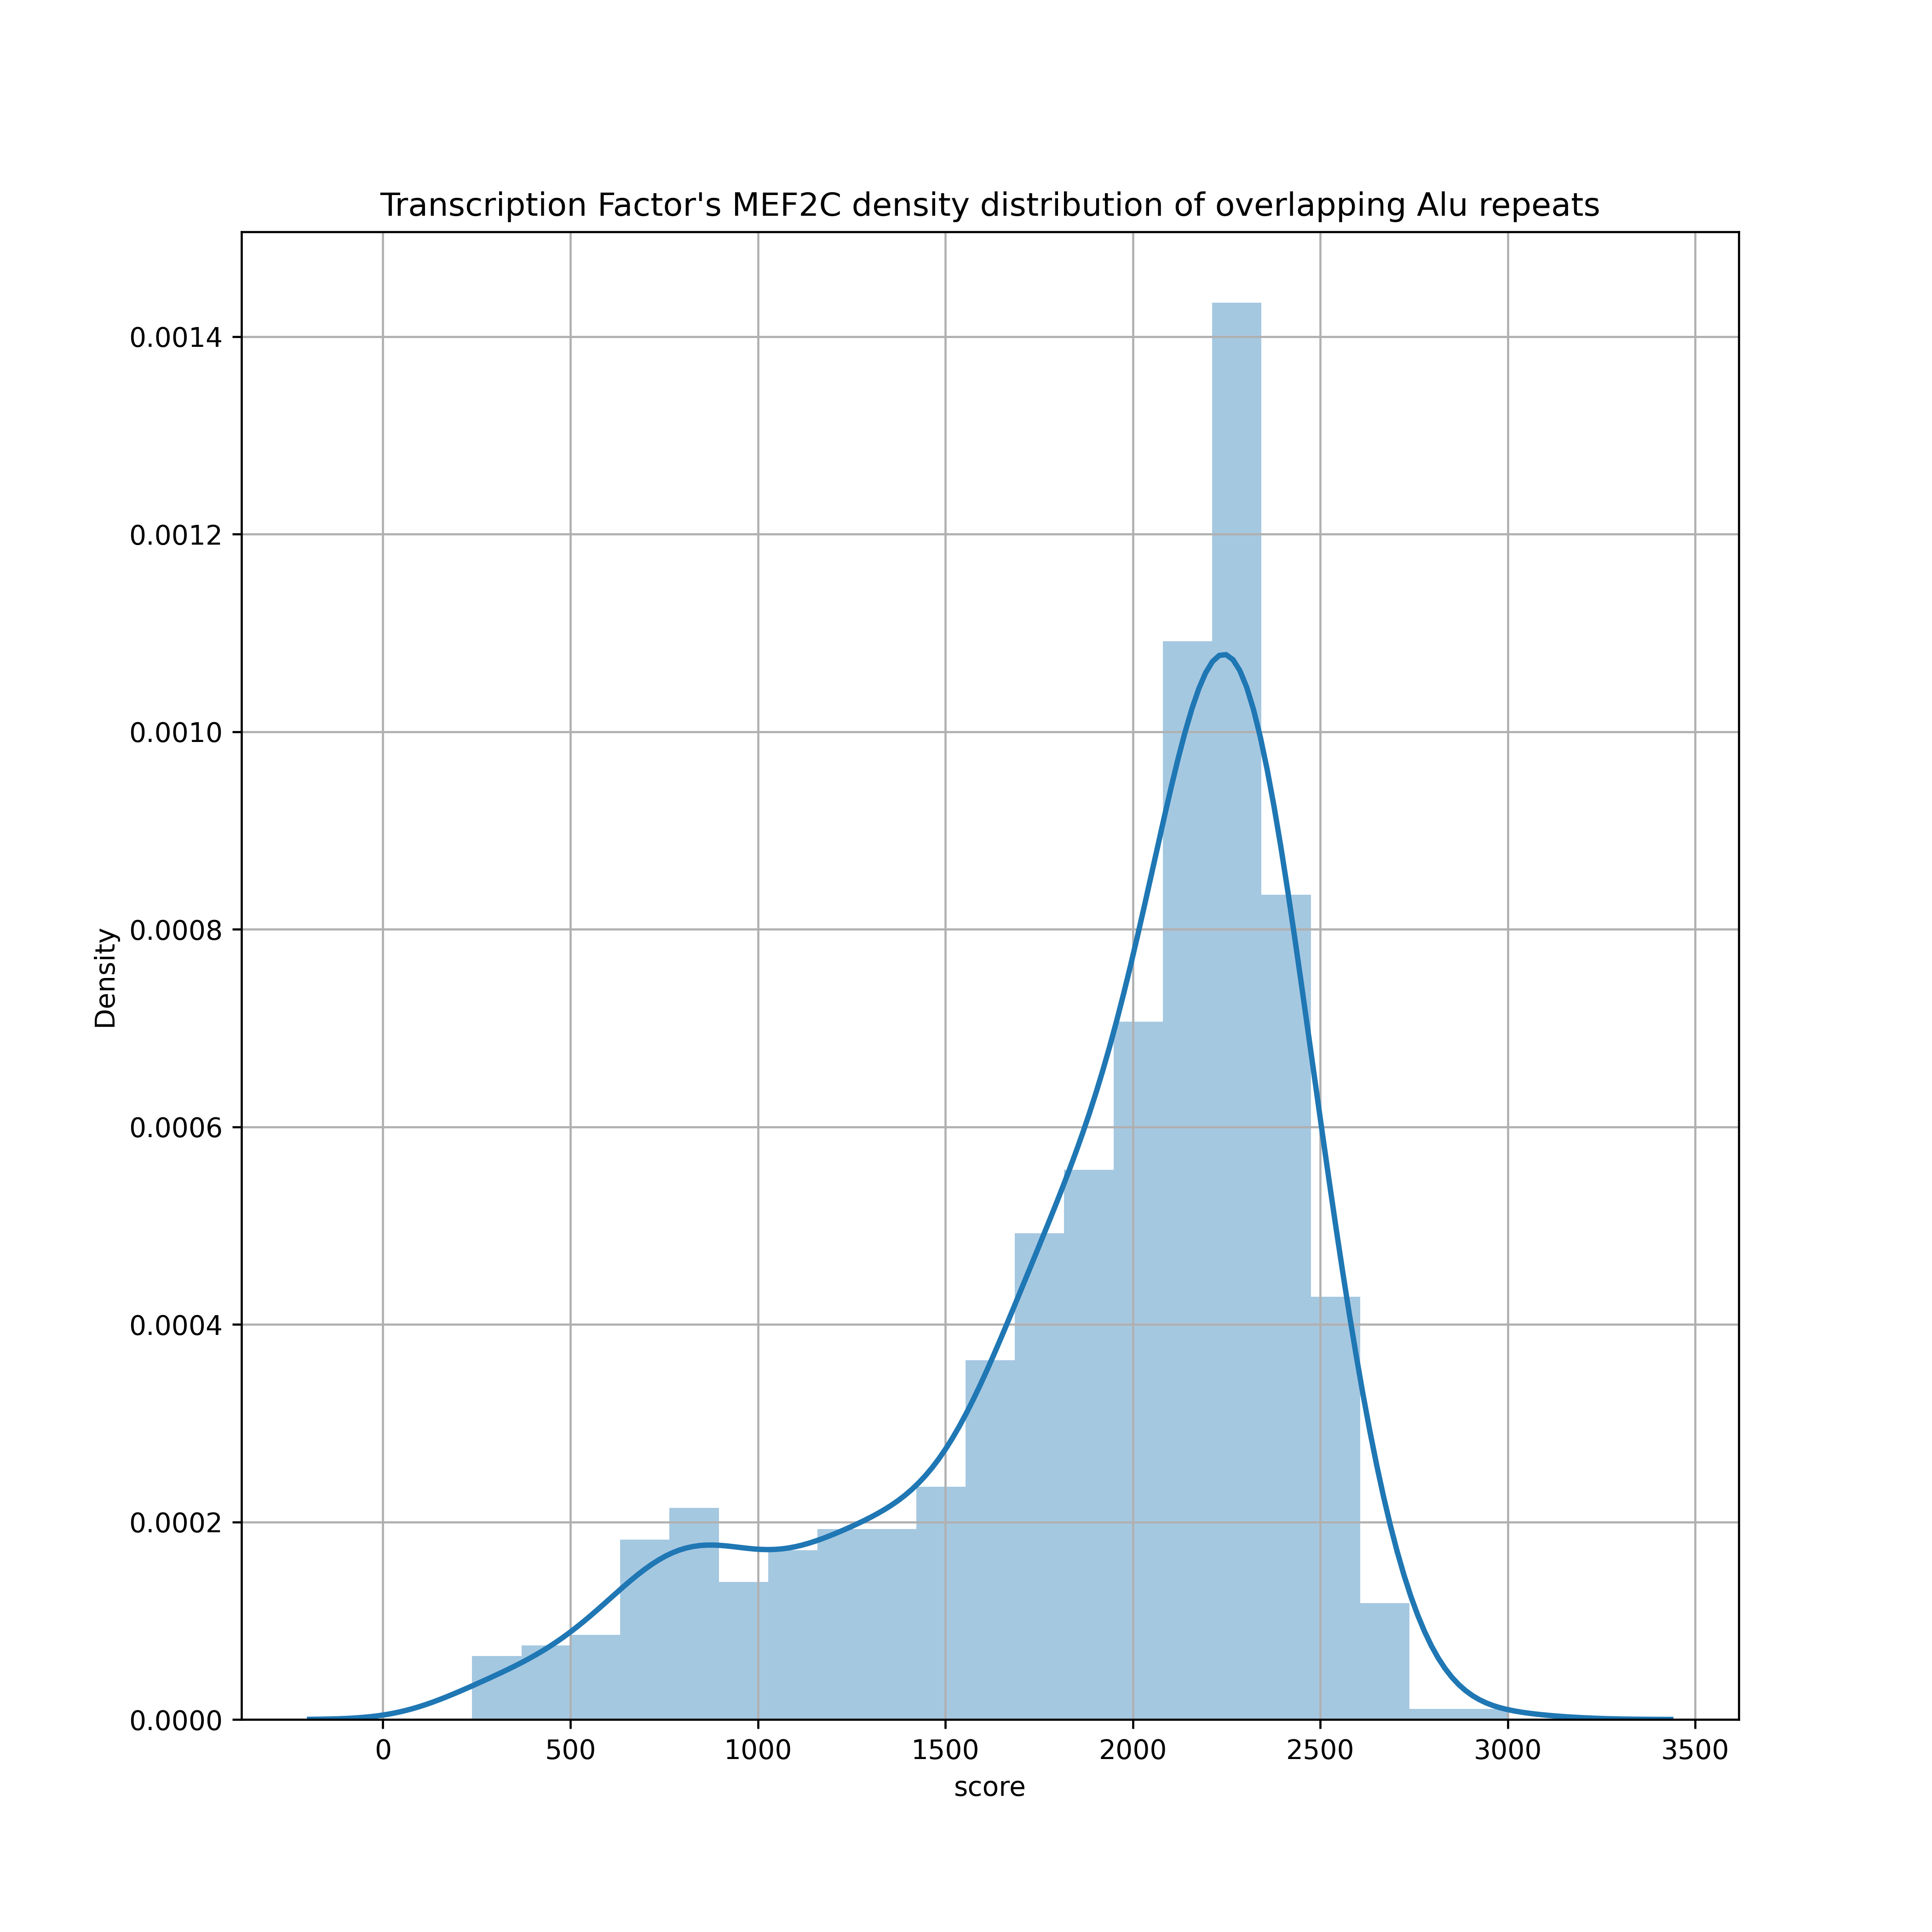 Transcription Factor's MEF2C density distribution of overlapping Alu repeats
0.0014
0.0012
0.0010
0.0008
0.0006
0.0004
0.0002
0.0000
Density
0 500 1000 1500 2000 2500 3000 3500
score